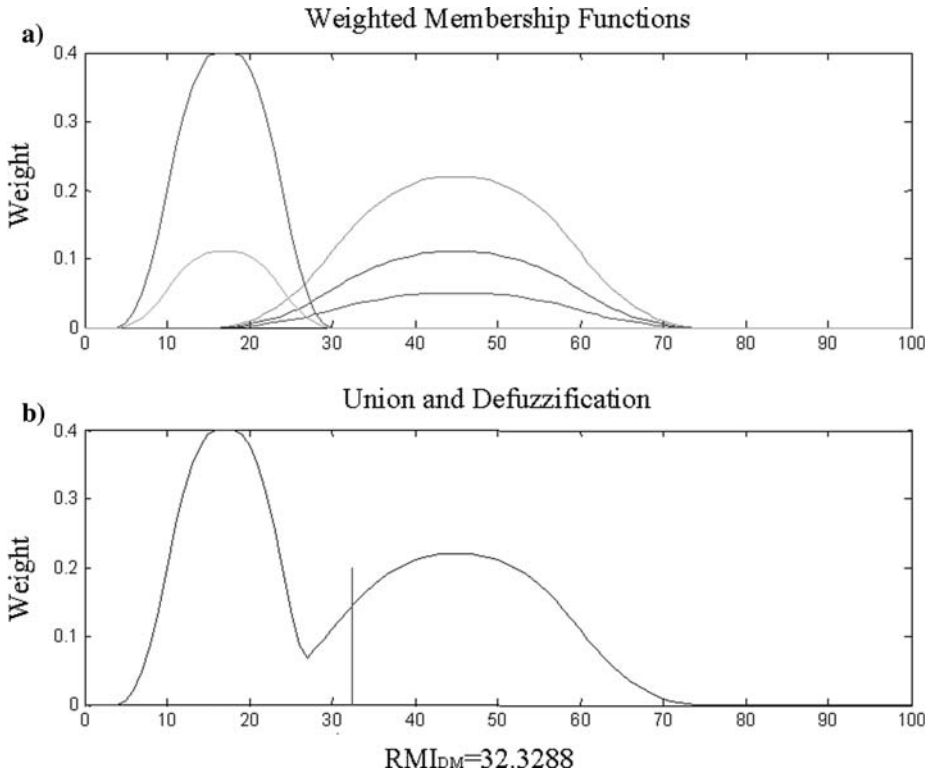 Weighted Membership Functions
a)
0.4
0.3
0.2
0.1
0
Weight
0 10 20 30 40 50 60 70 80 90 100
Union and Defuzzification
b)
0.4
0.3
0.2
0.1
0
Weight
0 10 20 30 40 50 60 70 80 90 100
RMIDM=32.3288